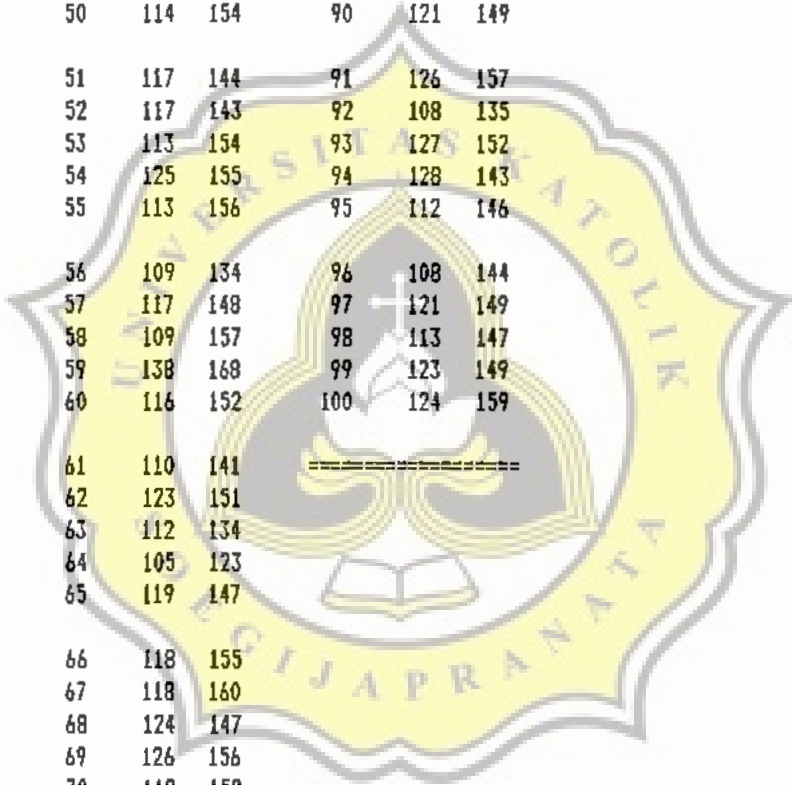 50 114 154 90 121 149
51 117 144 91 126 157
52 117 143 92 108 135
53 113 154 93 127 152
54 125 155 94 128 143
55 113 156 95 112 146
56 109 134 96 108 144
57 117 148 97 121 149
58 109 157 98 113 147
59 138 168 99 123 149
60 116 152 100 124 159
61 110 141 ====================
62 123 151
63 112 134
64 105 123
65 119 147
66 118 155
67 118 160
68 124 147
69 126 156
UNIVERSITAS KATOLIK
SOEGIJAPRANATA